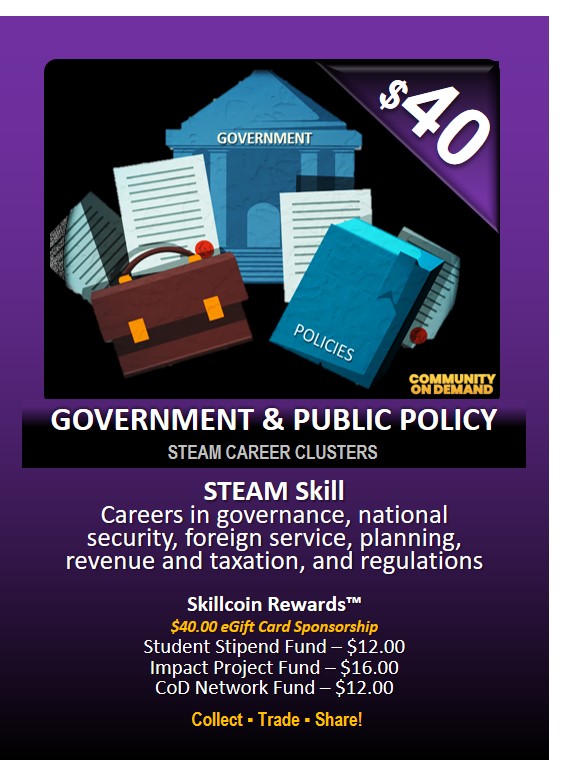 $40
GOVERNMENT
POLICIES
COMMUNITY
ON DEMAND
GOVERNMENT & PUBLIC POLICY
STEAM CAREER CLUSTERS
STEAM Skill
Careers in governance, national
security, foreign service, planning,
revenue and taxation, and regulations
Skillcoin Rewards™
$40.00 eGift Card Sponsorship
Student Stipend Fund – $12.00
Impact Project Fund – $16.00
CoD Network Fund – $12.00
Collect ▪ Trade ▪ Share!